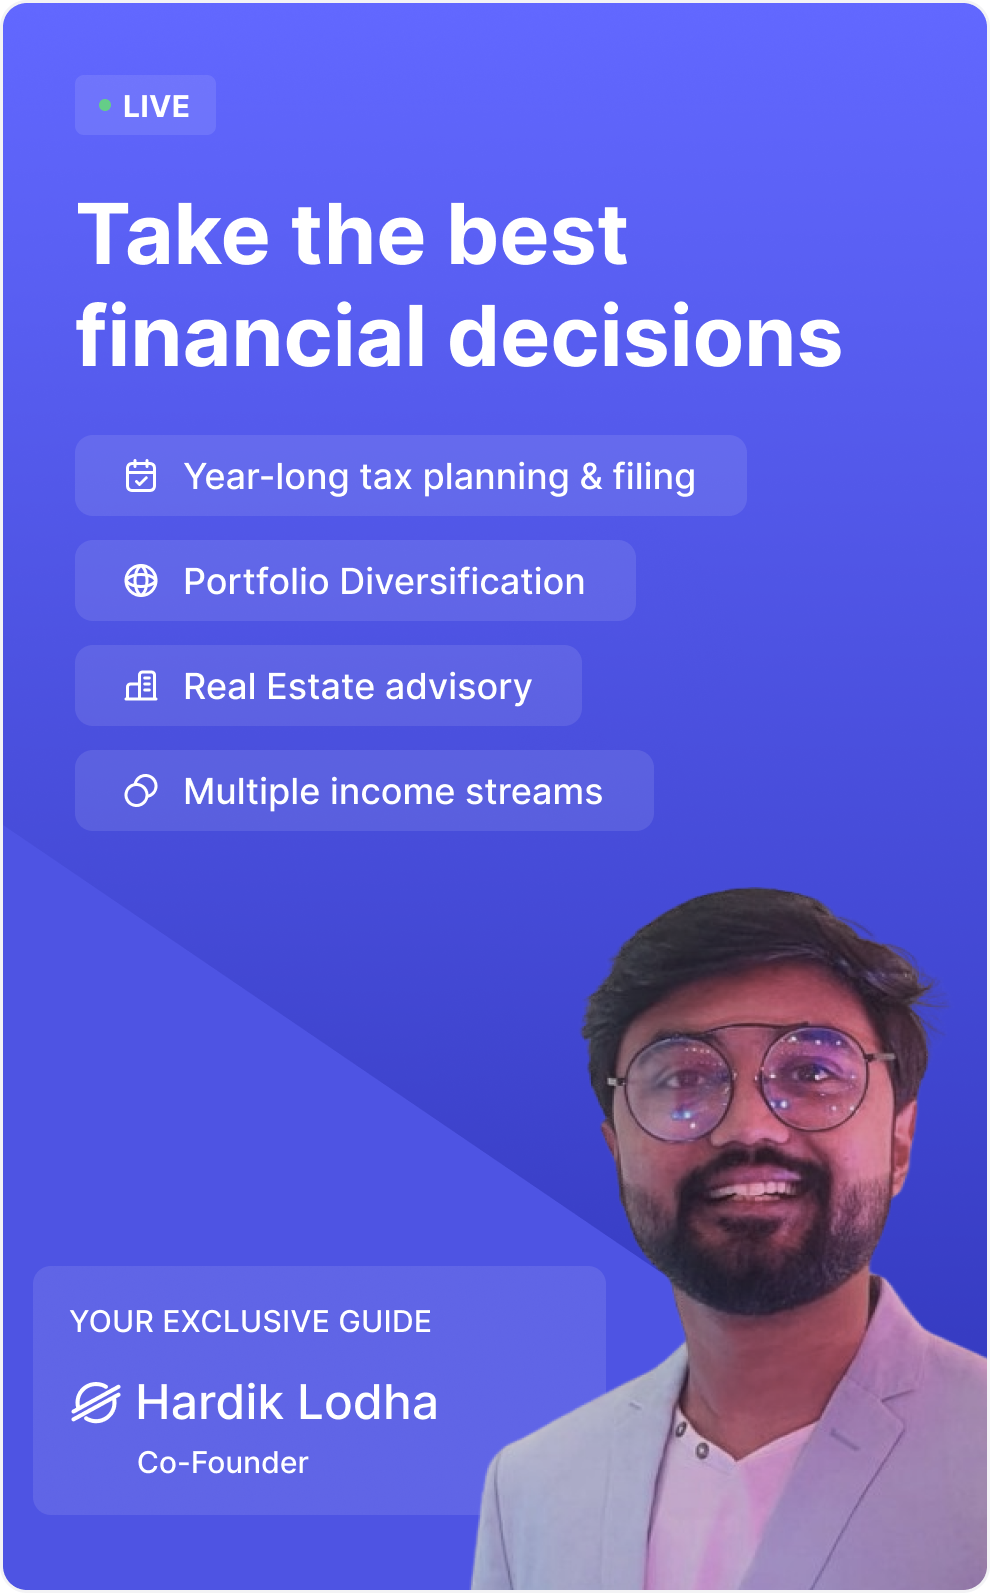 LIVE
Take the best
financial decisions
Year-long tax planning & filing
Portfolio Diversification
Real Estate advisory
Multiple income streams
YOUR EXCLUSIVE GUIDE
Hardik Lodha
Co-Founder